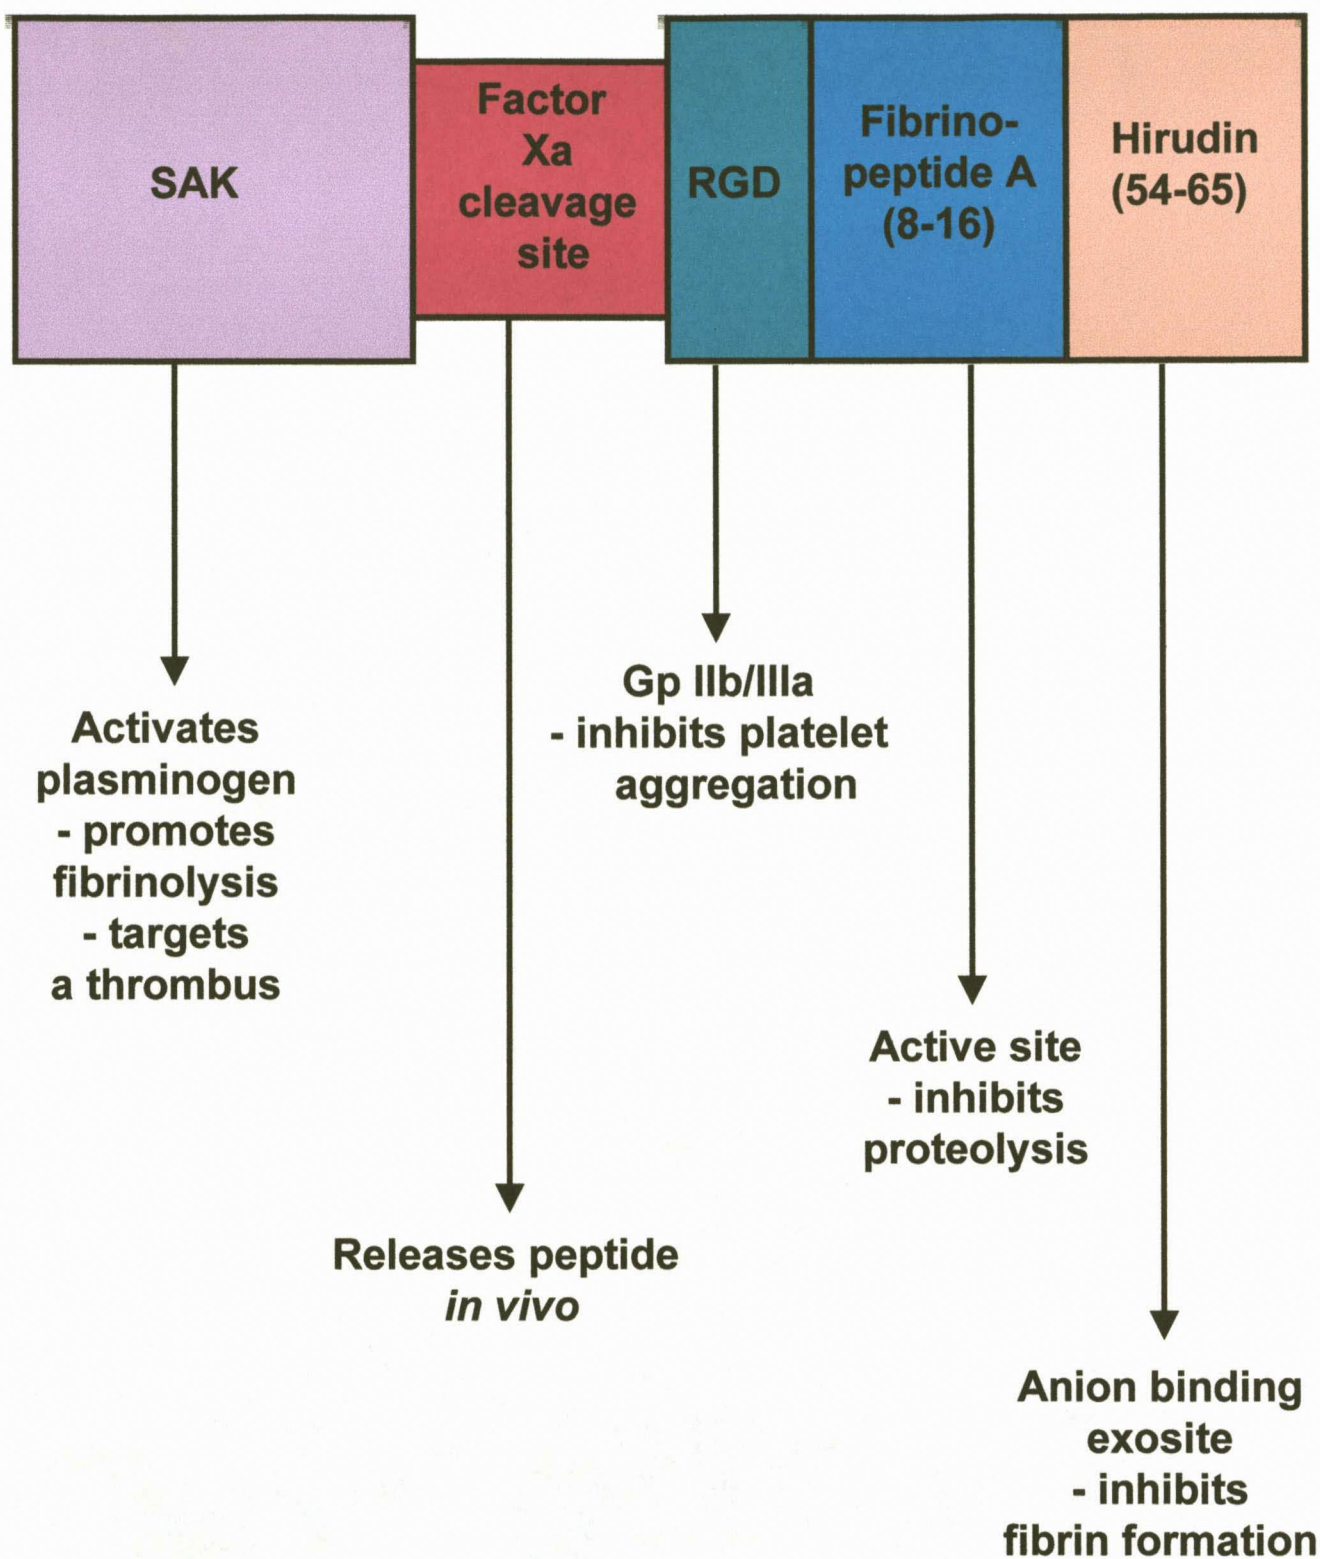 SAK
Factor
Xa
cleavage
site
RGD
Fibrino-
peptide A
(8-16)
Hirudin
(54-65)
Activates
plasminogen
- promotes
fibrinolysis
- targets
a thrombus
Releases peptide
in vivo
Gp IIb/IIIa
- inhibits platelet
aggregation
Active site
- inhibits
proteolysis
Anion binding
exosite
- inhibits
fibrin formation